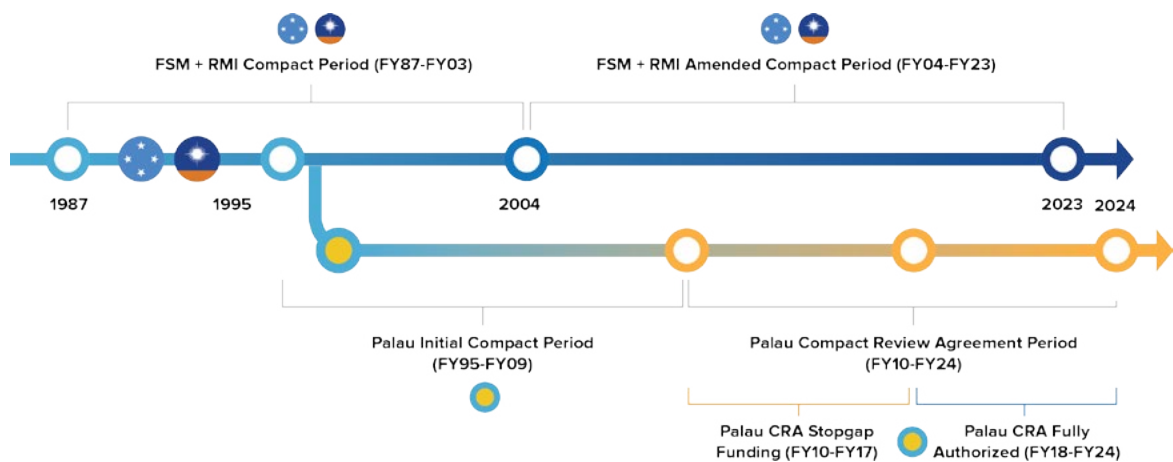 FSM + RMI Compact Period (FY87-FY03)
FSM + RMI Amended Compact Period (FY04-FY23)
1987
1995
2004
2023
2024
Palau Initial Compact Period
(FY95-FY09)
Palau Compact Review Agreement Period
(FY10-FY24)
Palau CRA Stopgap
Funding (FY10-FY17)
Palau CRA Fully
Authorized (FY18-FY24)